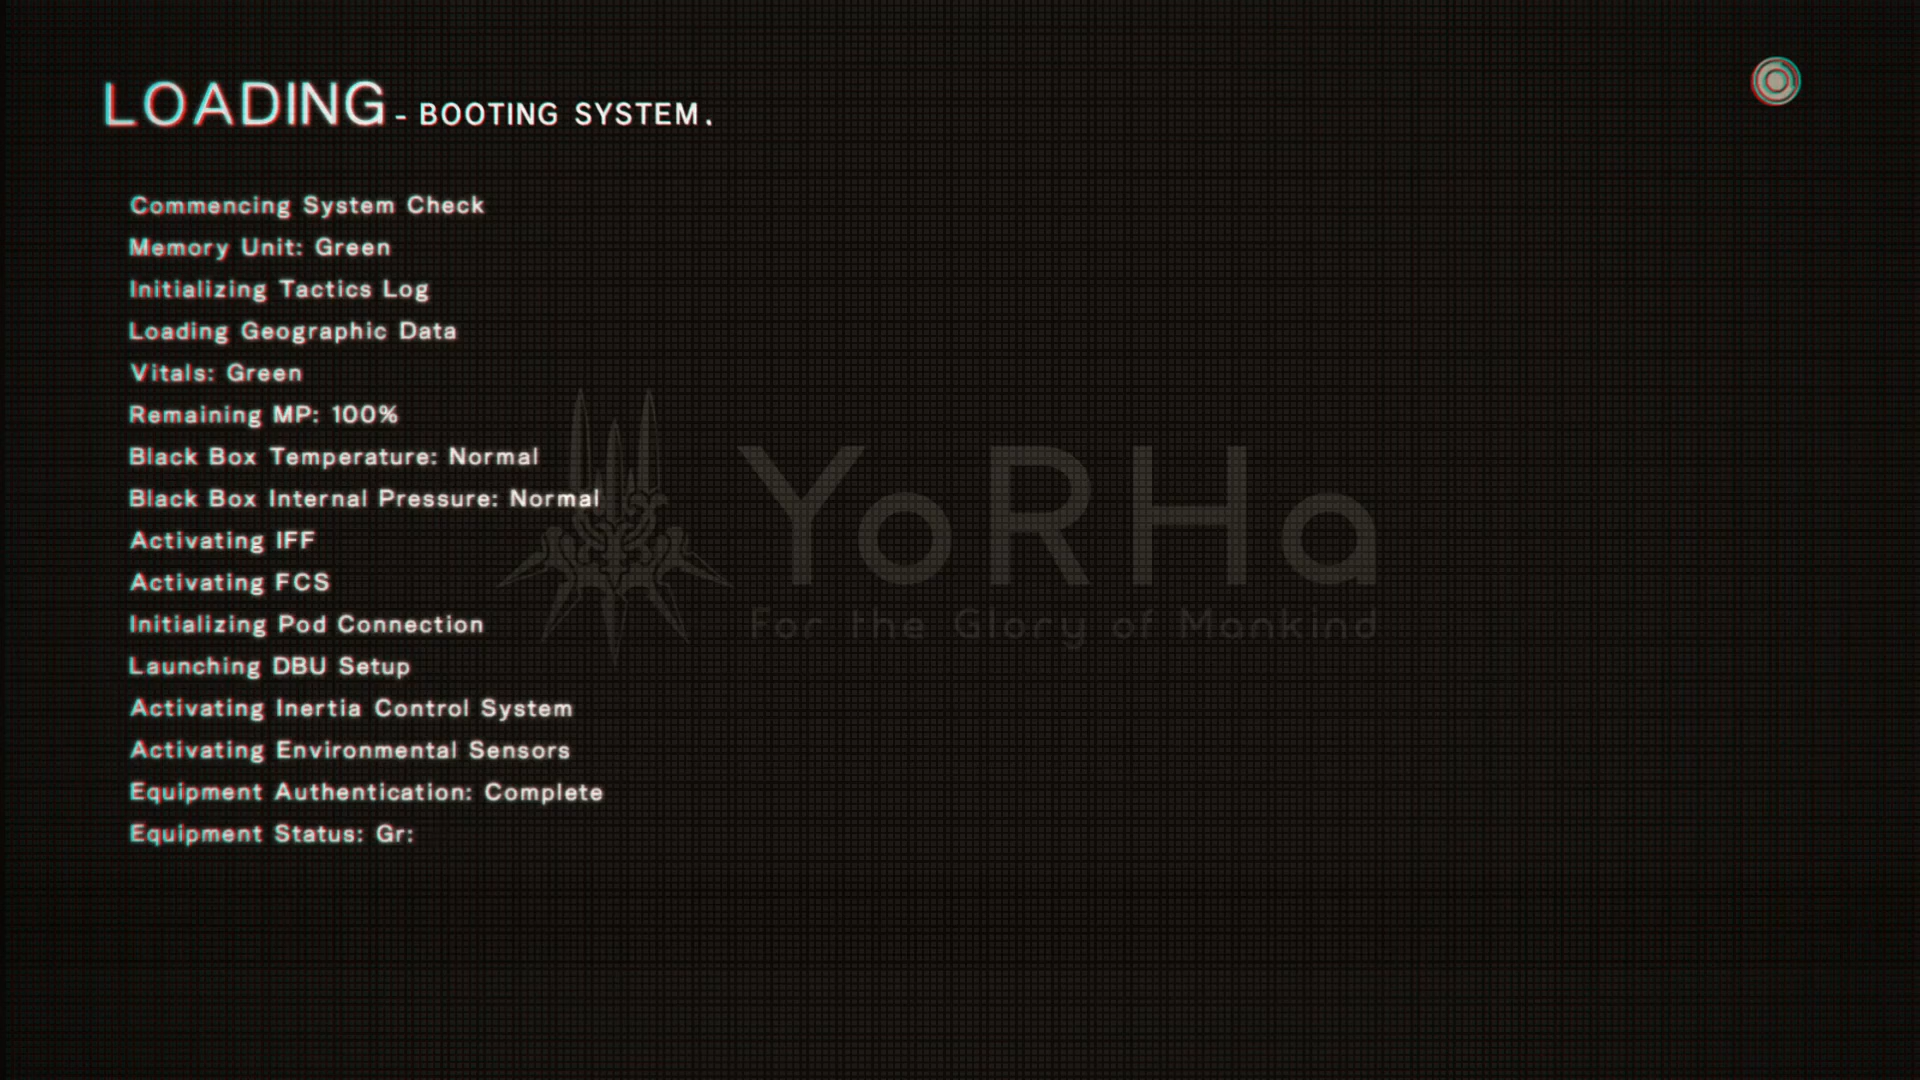 LOADING - BOOTING SYSTEM.
Commencing System Check
Memory Unit: Green
Initializing Tactics Log
Loading Geographic Data
Vitals: Green
Remaining MP: 100%
Black Box Temperature: Normal
Black Box Internal Pressure: Normal
Activating IFF
Activating FCS
Initializing Pod Connection
Launching DBU Setup
Activating Inertia Control System
Activating Environmental Sensors
Equipment Authentication: Complete
Equipment Status: Gr:
YoRHa
For the Glory of Mankind